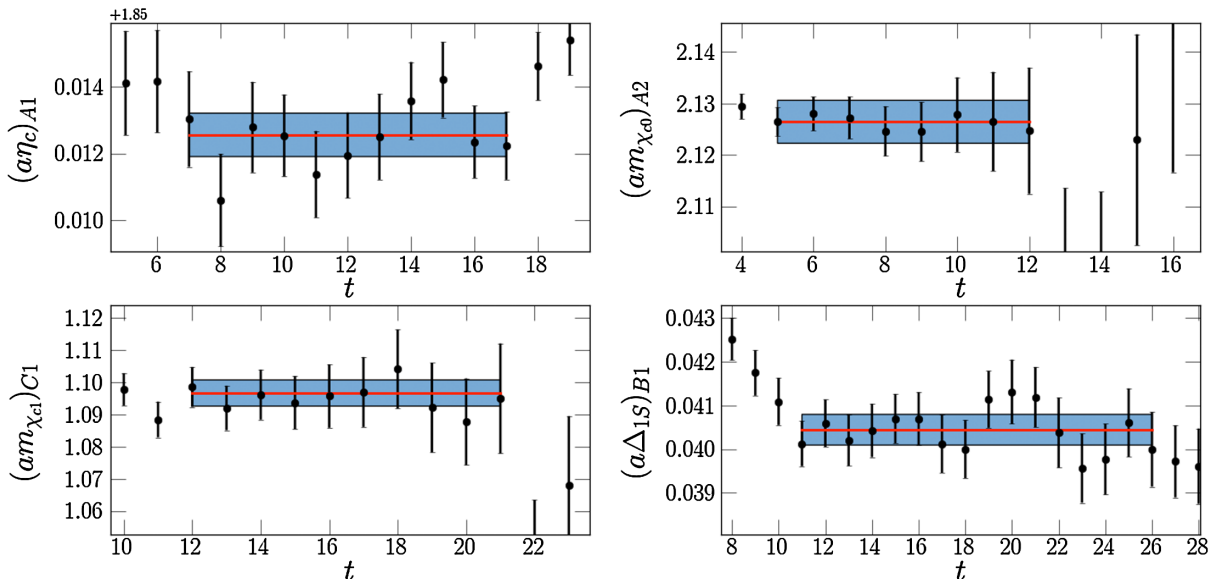 +1.85
0.014
0.012
0.010
(aη_c)_{A1}
6 8 10 12 14 16 18
t
2.14
2.13
2.12
2.11
(am_{χ_{c0}})_{A2}
4 6 8 10 12 14 16
t
1.12
1.11
1.10
1.09
1.08
1.07
1.06
(am_{χ_{c1}})_{C1}
10 12 14 16 18 20 22
t
0.043
0.042
0.041
0.040
0.039
(aΔ_{1S})_{B1}
8 10 12 14 16 18 20 22 24 26 28
t